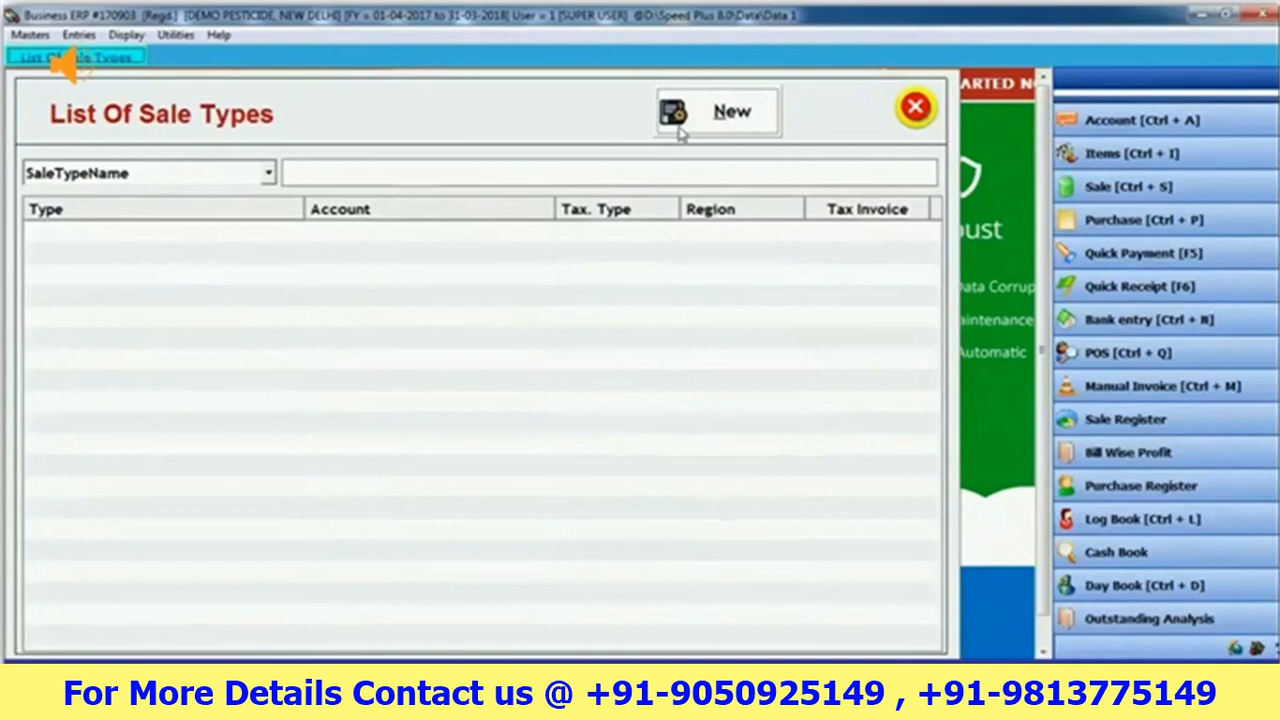 Business ERP #170903 [Regd.] [DEMO PESTICIDE, NEW DELHI] [FY = 01-04-2017 to 31-03-2018] User = 1 [SUPER USER] @D:\Speed Plus 8.0\Data\Data 1
Masters Entries Display Utilities Help
List Of Sale Types
List Of Sale Types
New
ARTED N
SaleTypeName
Type Account Tax. Type Region Tax Invoice
ust
Data Corrup
aintenance
Automatic
Account [Ctrl + A]
Items [Ctrl + I]
Sale [Ctrl + S]
Purchase [Ctrl + P]
Quick Payment [F5]
Quick Receipt [F6]
Bank entry [Ctrl + N]
POS [Ctrl + Q]
Manual Invoice [Ctrl + M]
Sale Register
Bill Wise Profit
Purchase Register
Log Book [Ctrl + L]
Cash Book
Day Book [Ctrl + D]
Outstanding Analysis
For More Details Contact us @ +91-9050925149 , +91-9813775149